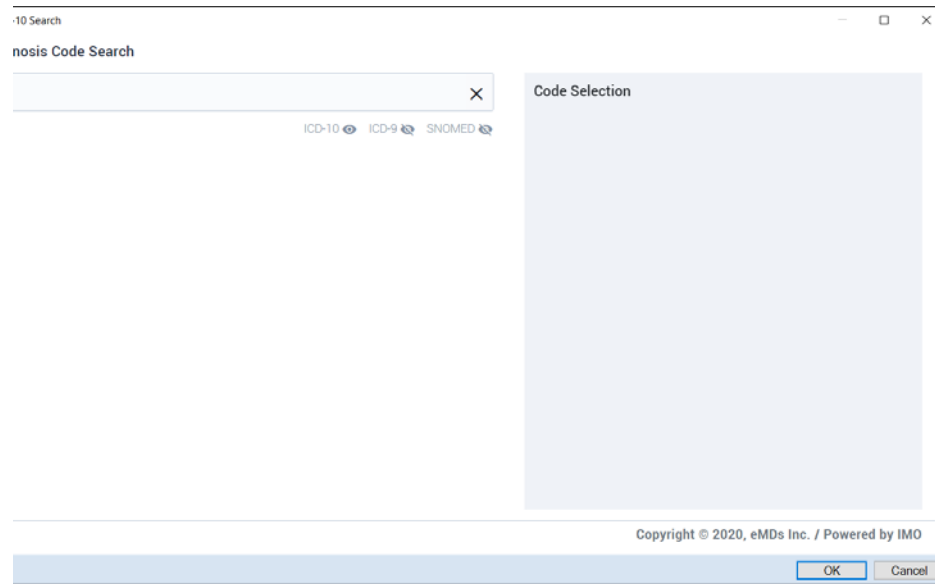 -10 Search
nosis Code Search
Code Selection
ICD-10 ICD-9 SNOMED
Copyright © 2020, eMDs Inc. / Powered by IMO
OK Cancel